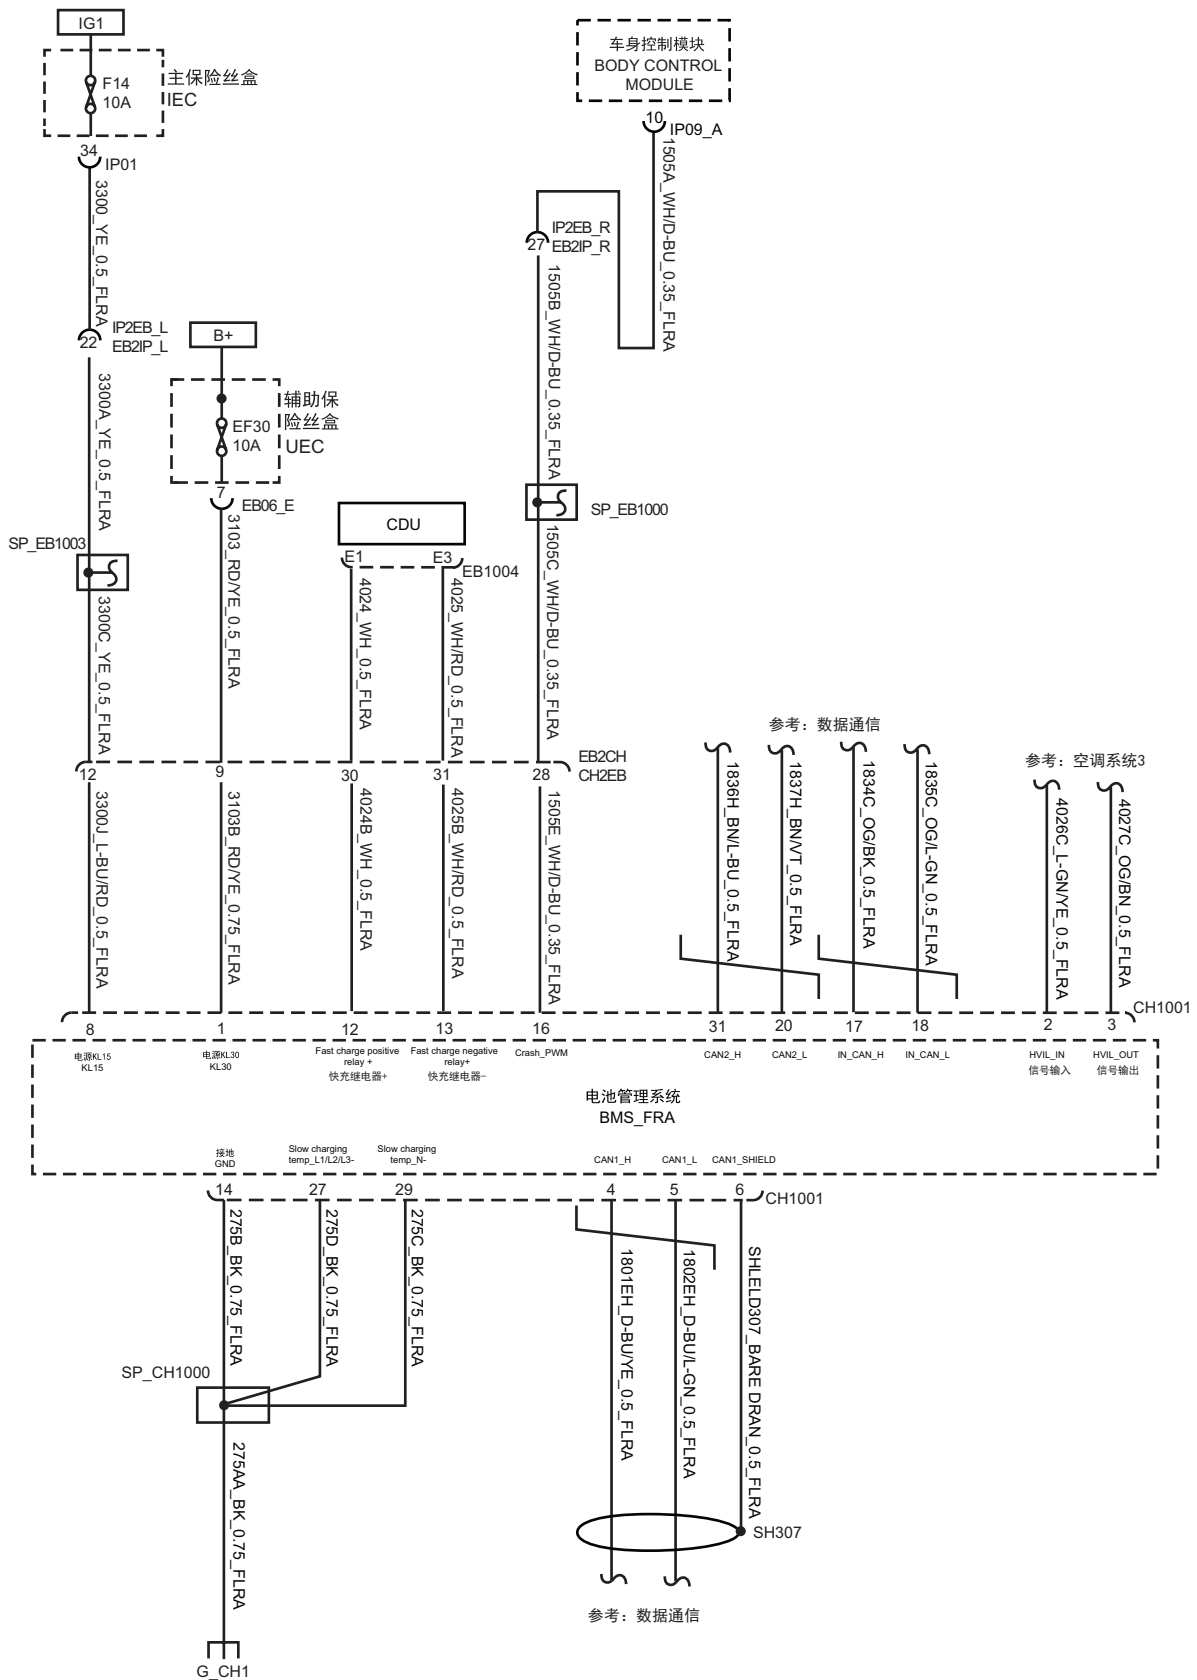 IG1
F14
10A
主保险丝盒
IEC
34
IP01
3300_YE_0.5_FLRA
22
IP2EB_L
EB2IP_L
3300A_YE_0.5_FLRA
SP_EB1003
3300C_YE_0.5_FLRA
B+
EF30
10A
辅助保
险丝盒
UEC
7
EB06_E
3103_RD/YE_0.5_FLRA
CDU
E1
E3
EB1004
4024_WH_0.5_FLRA
4025_WH/RD_0.5_FLRA
车身控制模块
BODY CONTROL
MODULE
10
IP09_A
1505A_WH/D-BU_0.35_FLRA
27
IP2EB_R
EB2IP_R
1505B_WH/D-BU_0.35_FLRA
SP_EB1000
1505C_WH/D-BU_0.35_FLRA
EB2CH
CH2EB
12
9
30
31
28
3300J_L-BU/RD_0.5_FLRA
3103B_RD/YE_0.75_FLRA
4024B_WH_0.5_FLRA
4025B_WH/RD_0.5_FLRA
1505E_WH/D-BU_0.35_FLRA
参考：数据通信
1836H_BN/L-BU_0.5_FLRA
1837H_BN/VT_0.5_FLRA
1834C_OG/BK_0.5_FLRA
1835C_OG/L-GN_0.5_FLRA
参考：空调系统3
4026C_L-GN/YE_0.5_FLRA
4027C_OG/BN_0.5_FLRA
CH1001
8
1
12
13
16
31
20
17
18
2
3
电源KL15
KL15
电源KL30
KL30
Fast charge positive
relay +
快充继电器+
Fast charge negative
relay+
快充继电器-
Crash_PWM
CAN2_H
CAN2_L
IN_CAN_H
IN_CAN_L
HVIL_IN
信号输入
HVIL_OUT
信号输出
电池管理系统
BMS_FRA
接地
GND
Slow charging
temp_L1/L2/L3-
Slow charging
temp_N-
CAN1_H
CAN1_L
CAN1_SHIELD
14
27
29
4
5
6
CH1001
275B_BK_0.75_FLRA
275D_BK_0.75_FLRA
275C_BK_0.75_FLRA
1801EH_D-BU/YE_0.5_FLRA
1802EH_D-BU/L-GN_0.5_FLRA
SHLELD307_BARE DRAN_0.5_FLRA
SP_CH1000
275AA_BK_0.75_FLRA
SH307
参考：数据通信
G_CH1